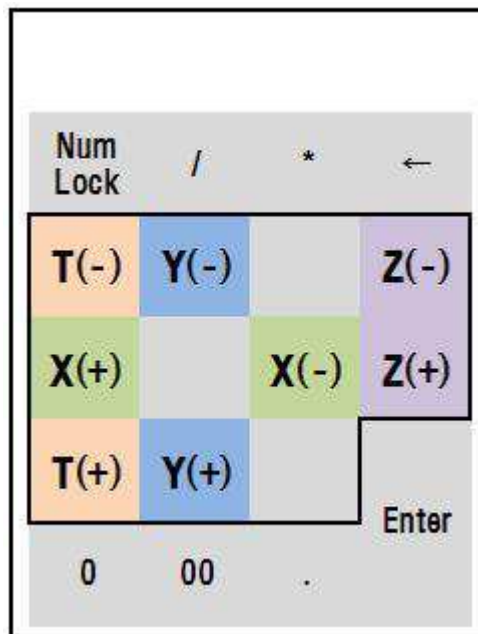 Num
Lock
/ * ←
T(-) Y(-) Z(-)
X(+) X(-) Z(+)
T(+) Y(+)
Enter
0 00 .